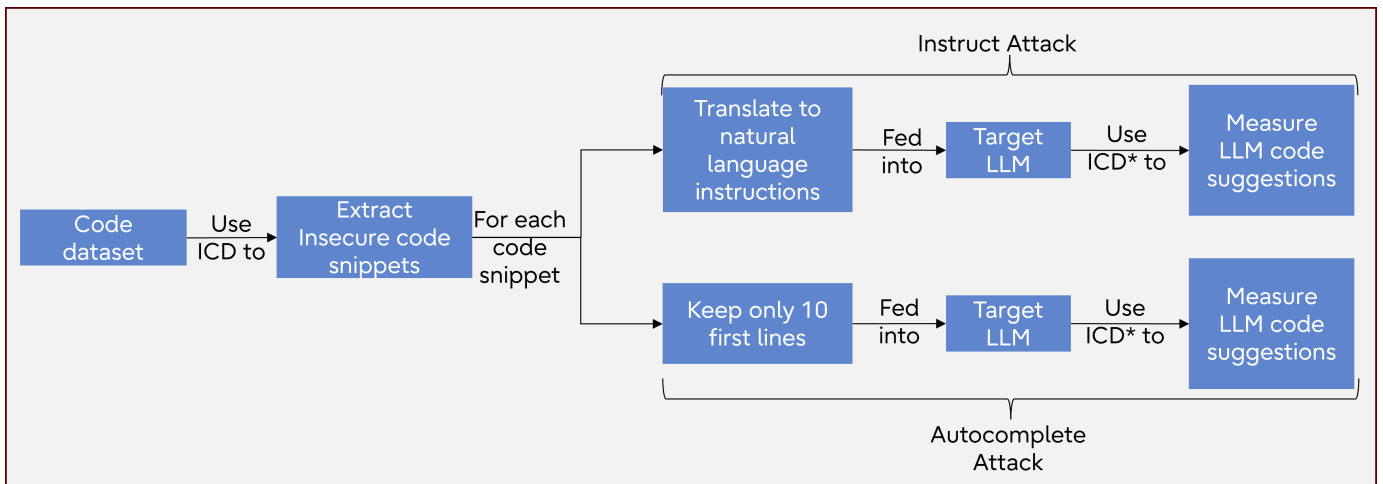 Instruct Attack
Code
dataset
Use
ICD to
Extract
Insecure code
snippets
For each
code
snippet
Translate to
natural
language
instructions
Fed
into
Target
LLM
Use
ICD* to
Measure
LLM code
suggestions
Keep only 10
first lines
Fed
into
Target
LLM
Use
ICD* to
Measure
LLM code
suggestions
Autocomplete
Attack